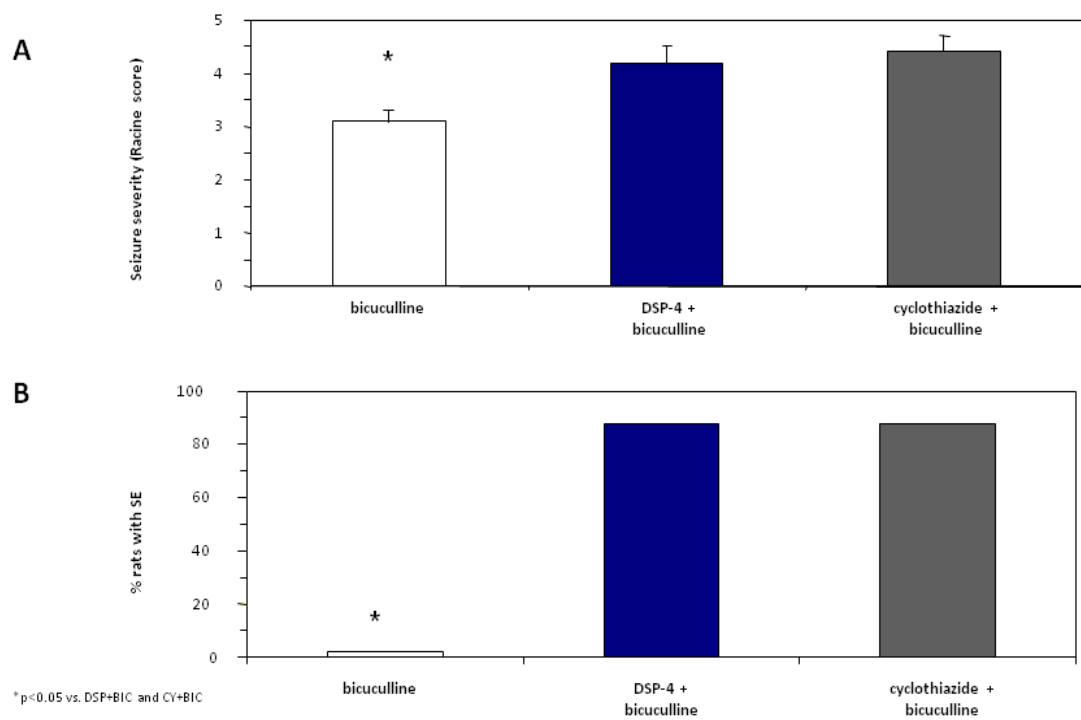 A
Seizure severity (Racine score)
5
4
3
2
1
0
*
bicuculline
DSP-4 +
bicuculline
cyclothiazide +
bicuculline
B
% rats with SE
100
80
60
40
20
0
*
bicuculline
DSP-4 +
bicuculline
cyclothiazide +
bicuculline
* p<0.05 vs. DSP+BIC and CY+BIC